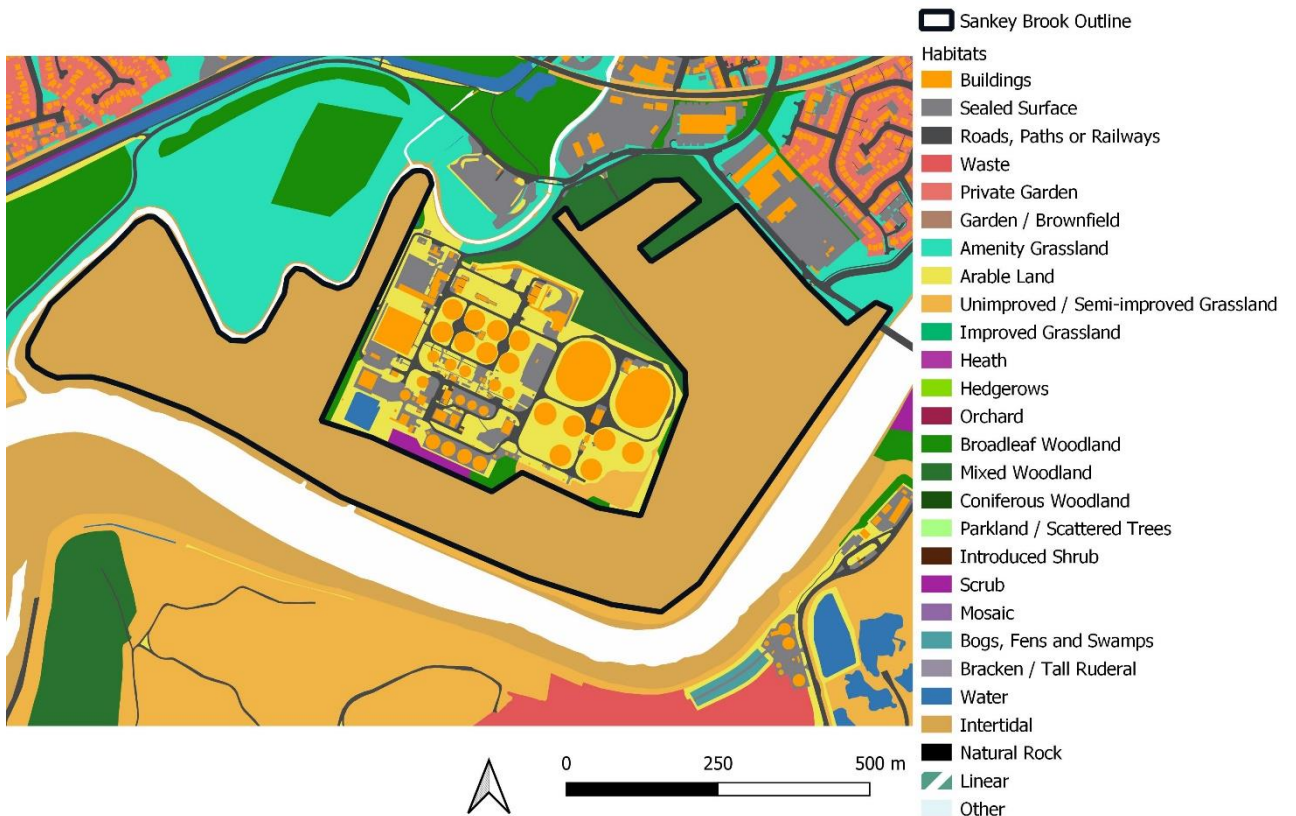 Sankey Brook Outline
Habitats
Buildings
Sealed Surface
Roads, Paths or Railways
Waste
Private Garden
Garden / Brownfield
Amenity Grassland
Arable Land
Unimproved / Semi-improved Grassland
Improved Grassland
Heath
Hedgerows
Orchard
Broadleaf Woodland
Mixed Woodland
Coniferous Woodland
Parkland / Scattered Trees
Introduced Shrub
Scrub
Mosaic
Bogs, Fens and Swamps
Bracken / Tall Ruderal
Water
Intertidal
Natural Rock
Linear
Other
0 250 500 m